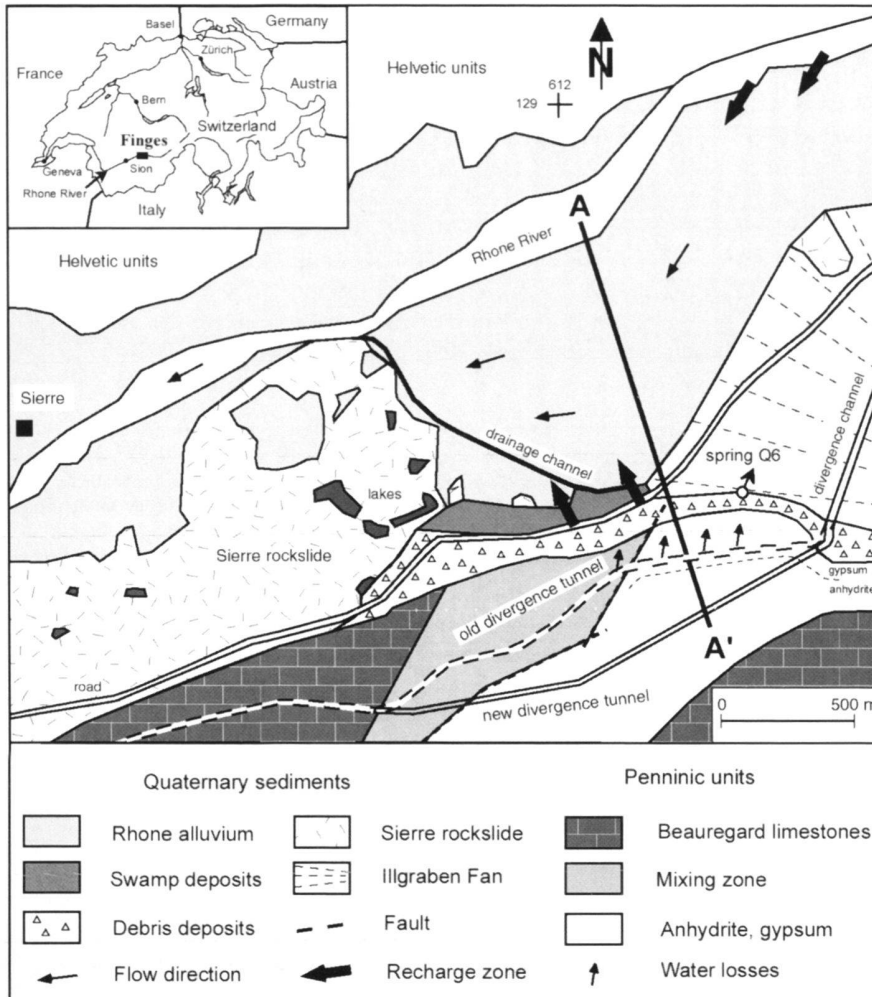 Basel
Germany
Zürich
France
Austria
Bern
Finges
Switzerland
Geneva
Sion
Rhone River
Italy
Helvetic units
612
129
N
A
Rhone River
Helvetic units
Sierre
drainage channel
spring Q6
divergence channel
lakes
Sierre rockslide
old divergence tunnel
gypsum
anhydrite
A'
road
new divergence tunnel
0 500 m
Quaternary sediments
Penninic units
Rhone alluvium
Sierre rockslide
Beauregard limestones
Swamp deposits
Illgraben Fan
Mixing zone
Debris deposits
Fault
Anhydrite, gypsum
Flow direction
Recharge zone
Water losses